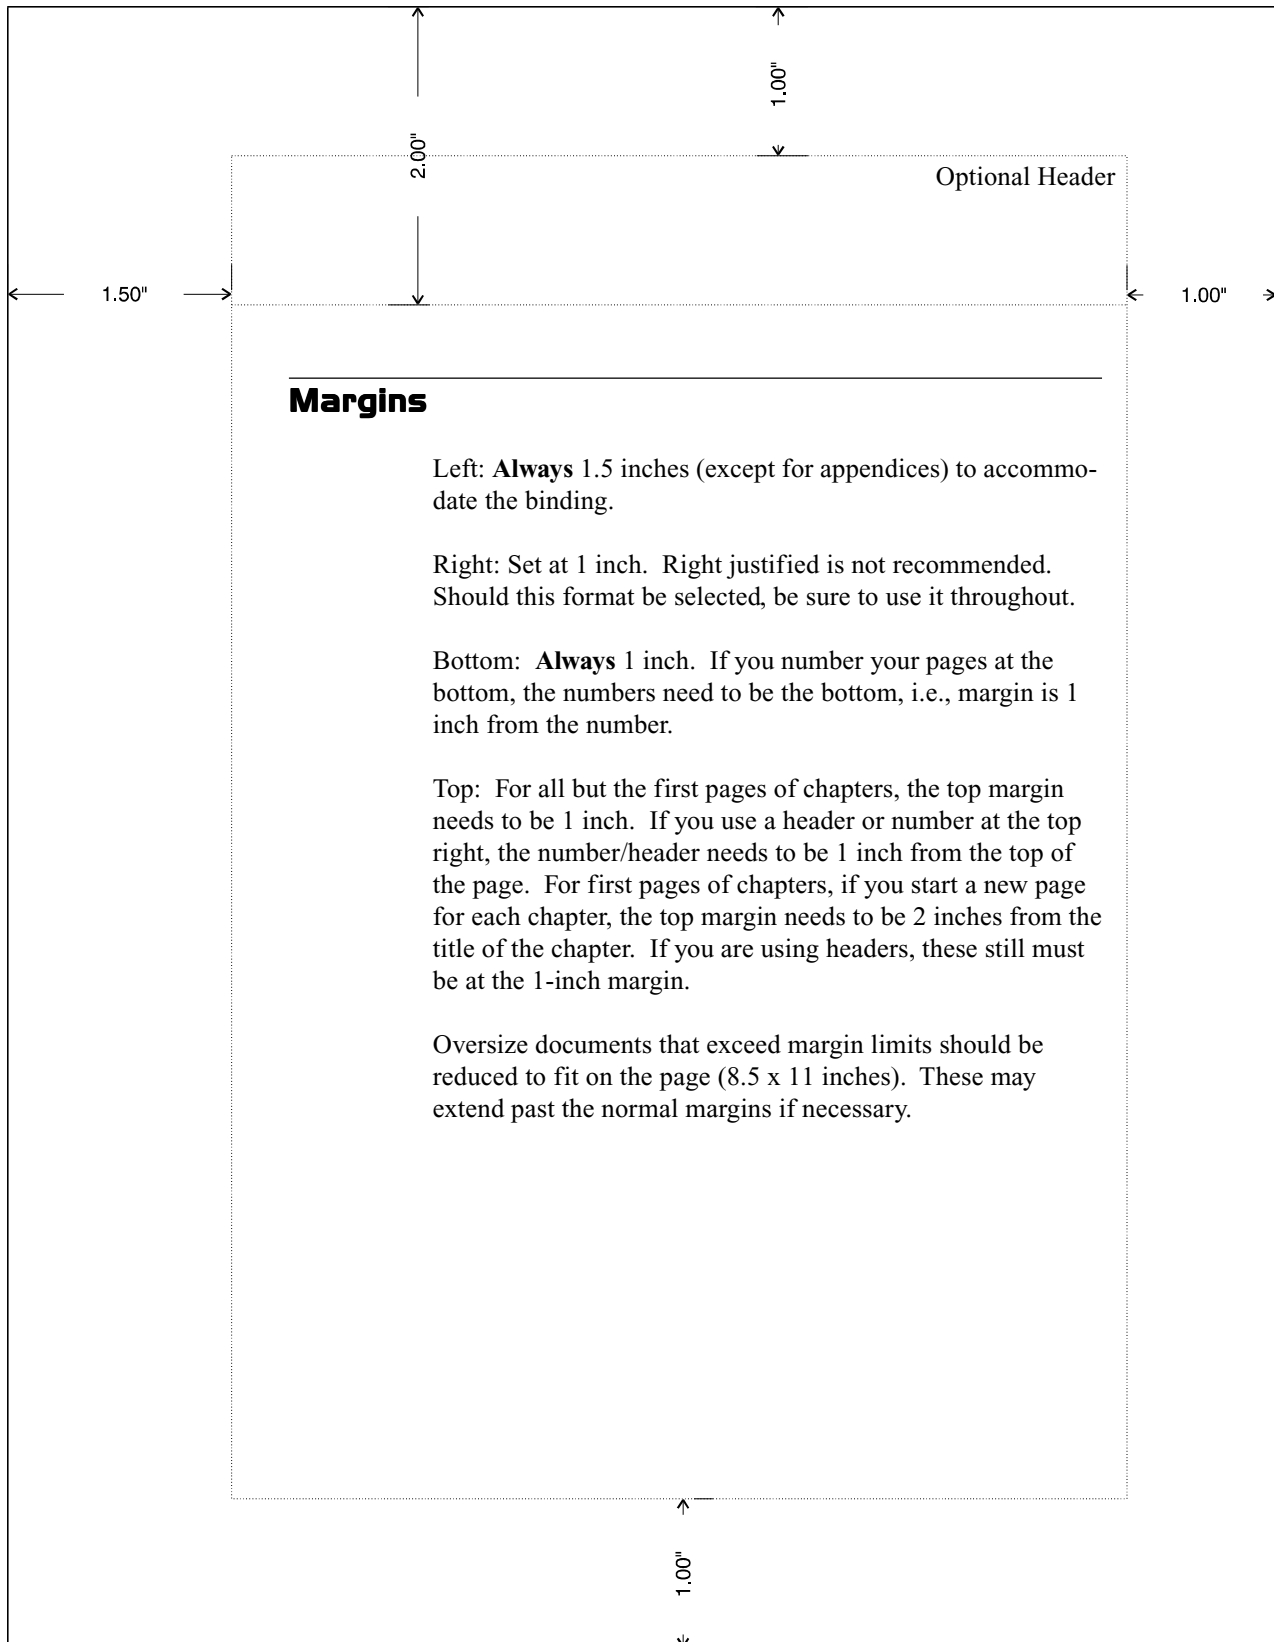 1.00"
2.00"
Optional Header
1.50"
1.00"
Margins
Left: Always 1.5 inches (except for appendices) to accommo-
date the binding.
Right: Set at 1 inch.  Right justified is not recommended.
Should this format be selected, be sure to use it throughout.
Bottom:  Always 1 inch.  If you number your pages at the
bottom, the numbers need to be the bottom, i.e., margin is 1
inch from the number.
Top:  For all but the first pages of chapters, the top margin
needs to be 1 inch.  If you use a header or number at the top
right, the number/header needs to be 1 inch from the top of
the page.  For first pages of chapters, if you start a new page
for each chapter, the top margin needs to be 2 inches from the
title of the chapter.  If you are using headers, these still must
be at the 1-inch margin.
Oversize documents that exceed margin limits should be
reduced to fit on the page (8.5 x 11 inches).  These may
extend past the normal margins if necessary.
1.00"